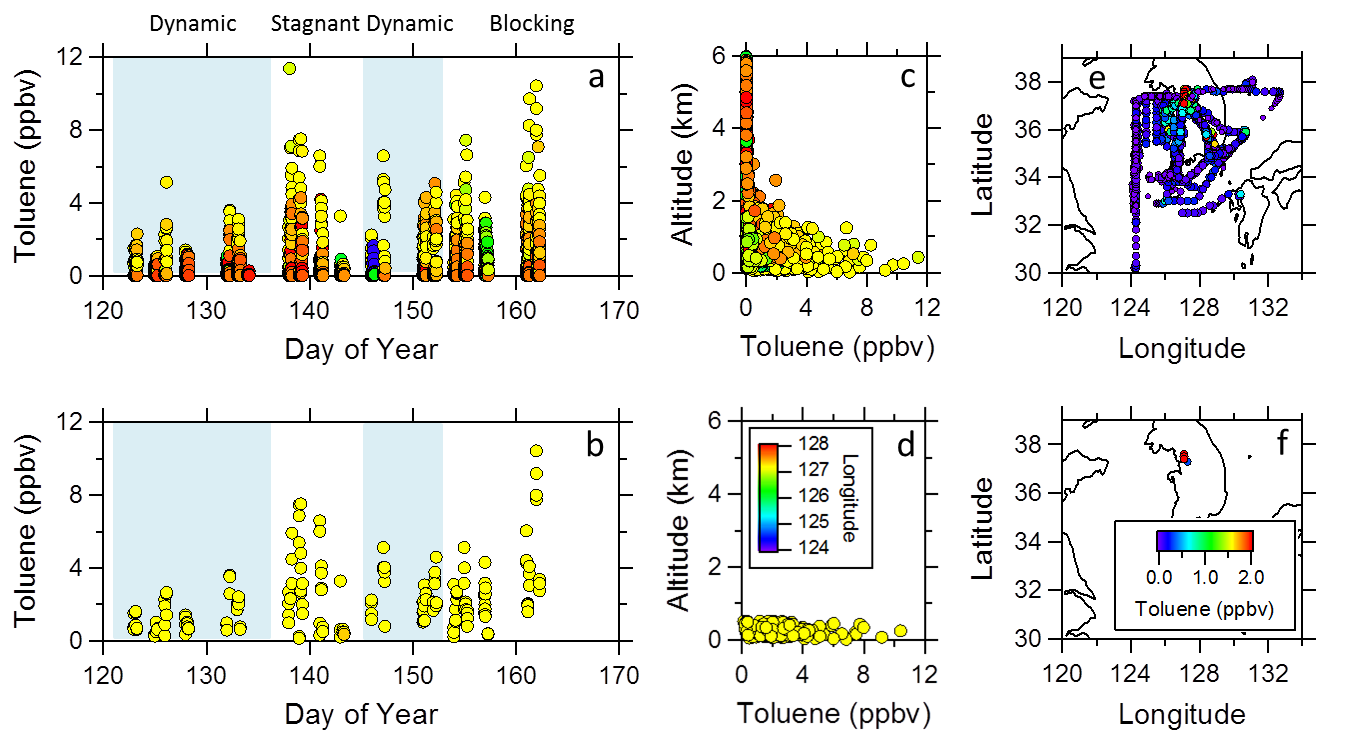 Dynamic Stagnant Dynamic Blocking
12
8
4
0
Toluene (ppbv)
a
120 130 140 150 160 170
Day of Year
6
4
2
0
Altitude (km)
c
0 4 8 12
Toluene (ppbv)
38
36
34
32
30
Latitude
e
120 124 128 132
Longitude
12
8
4
0
Toluene (ppbv)
b
120 130 140 150 160 170
Day of Year
6
4
2
0
Altitude (km)
d
128
127
126
125
124
Longitude
0 4 8 12
Toluene (ppbv)
38
36
34
32
30
Latitude
f
0.0 1.0 2.0
Toluene (ppbv)
120 124 128 132
Longitude